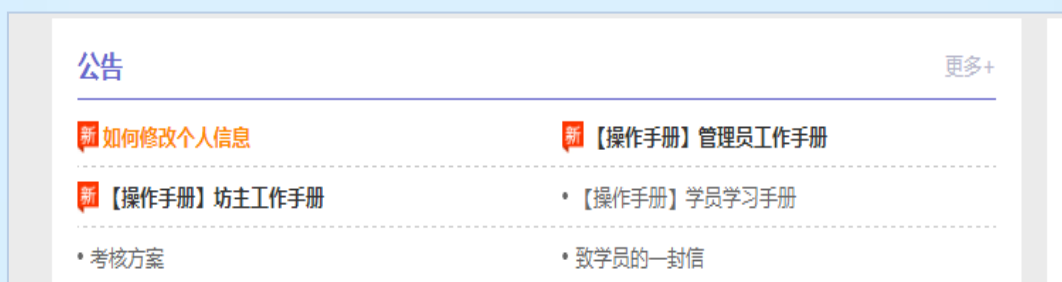 公告 更多+
新 如何修改个人信息 新 【操作手册】管理员工作手册
新 【操作手册】坊主工作手册 • 【操作手册】学员学习手册
• 考核方案 • 致学员的一封信